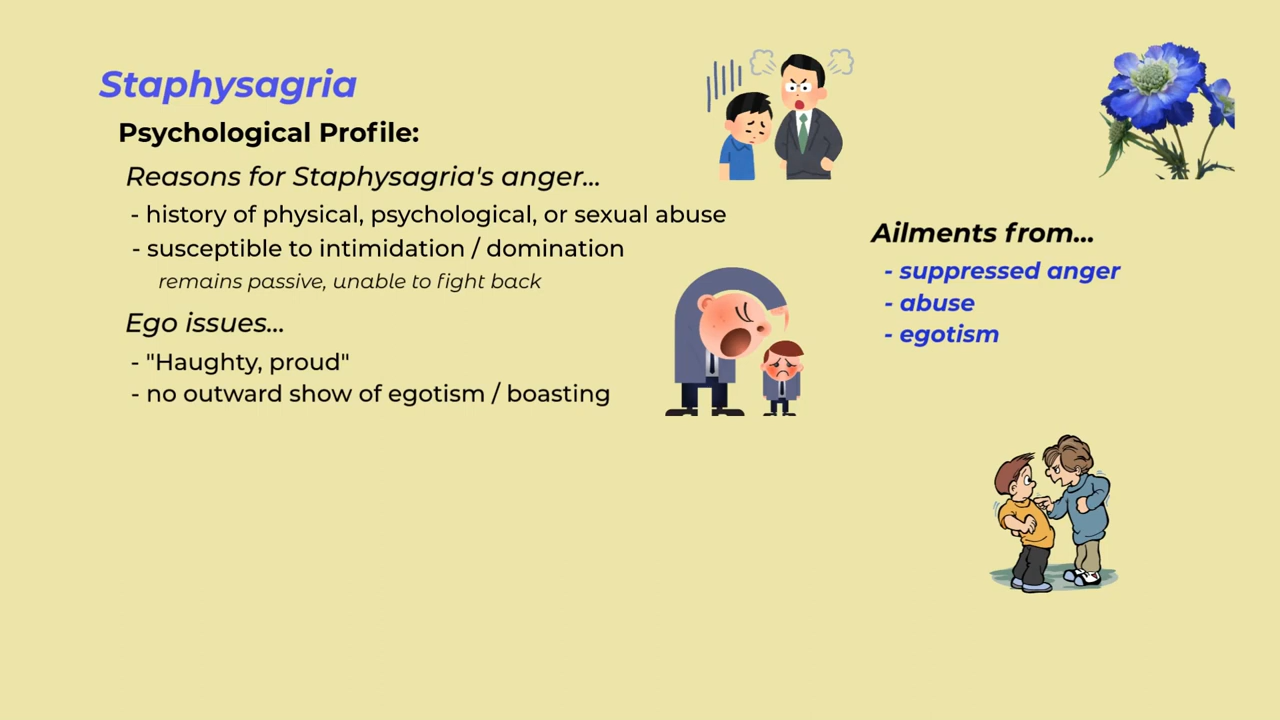 Staphysagria
Psychological Profile:
Reasons for Staphysagria's anger...
- history of physical, psychological, or sexual abuse
- susceptible to intimidation / domination
remains passive, unable to fight back
Ego issues...
- "Haughty, proud"
- no outward show of egotism / boasting
Ailments from...
- suppressed anger
- abuse
- egotism